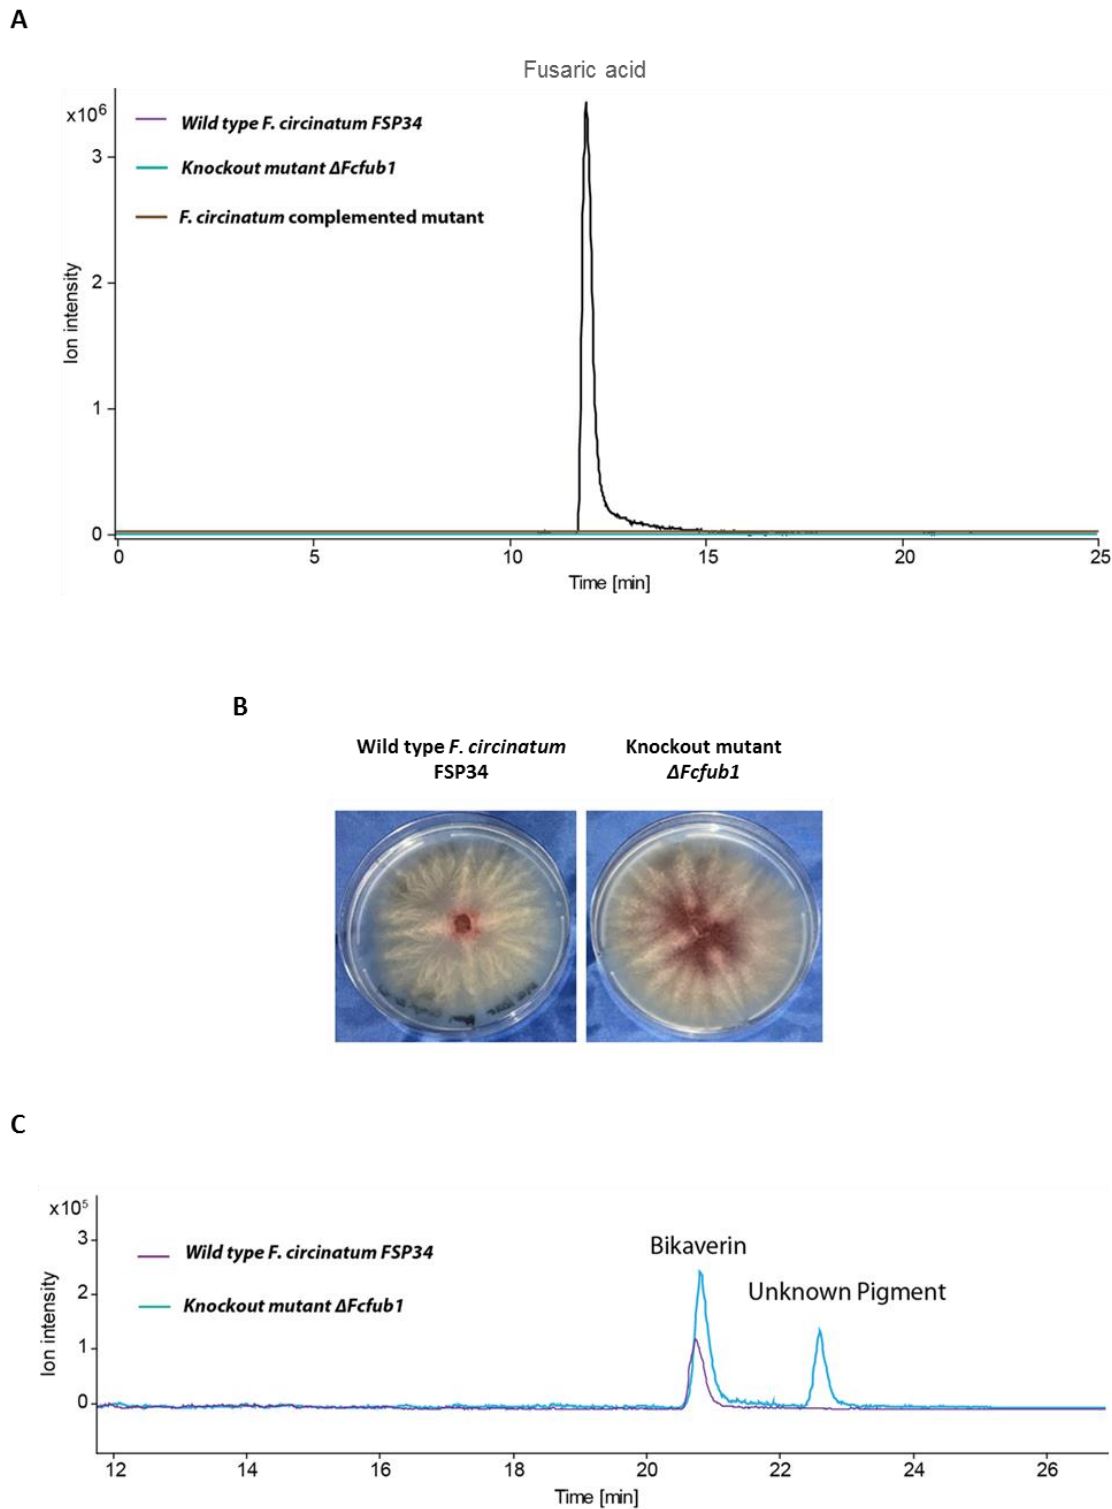 A
Fusaric acid
x10⁶
Wild type F. circinatum FSP34
Knockout mutant ΔFcfub1
F. circinatum complemented mutant
3
2
1
0
Ion intensity
0 5 10 15 20 25
Time [min]
B
Wild type F. circinatum
FSP34
Knockout mutant
ΔFcfub1
C
x10⁵
Wild type F. circinatum FSP34
Knockout mutant ΔFcfub1
Bikaverin
Unknown Pigment
3
2
1
0
Ion intensity
12 14 16 18 20 22 24 26
Time [min]